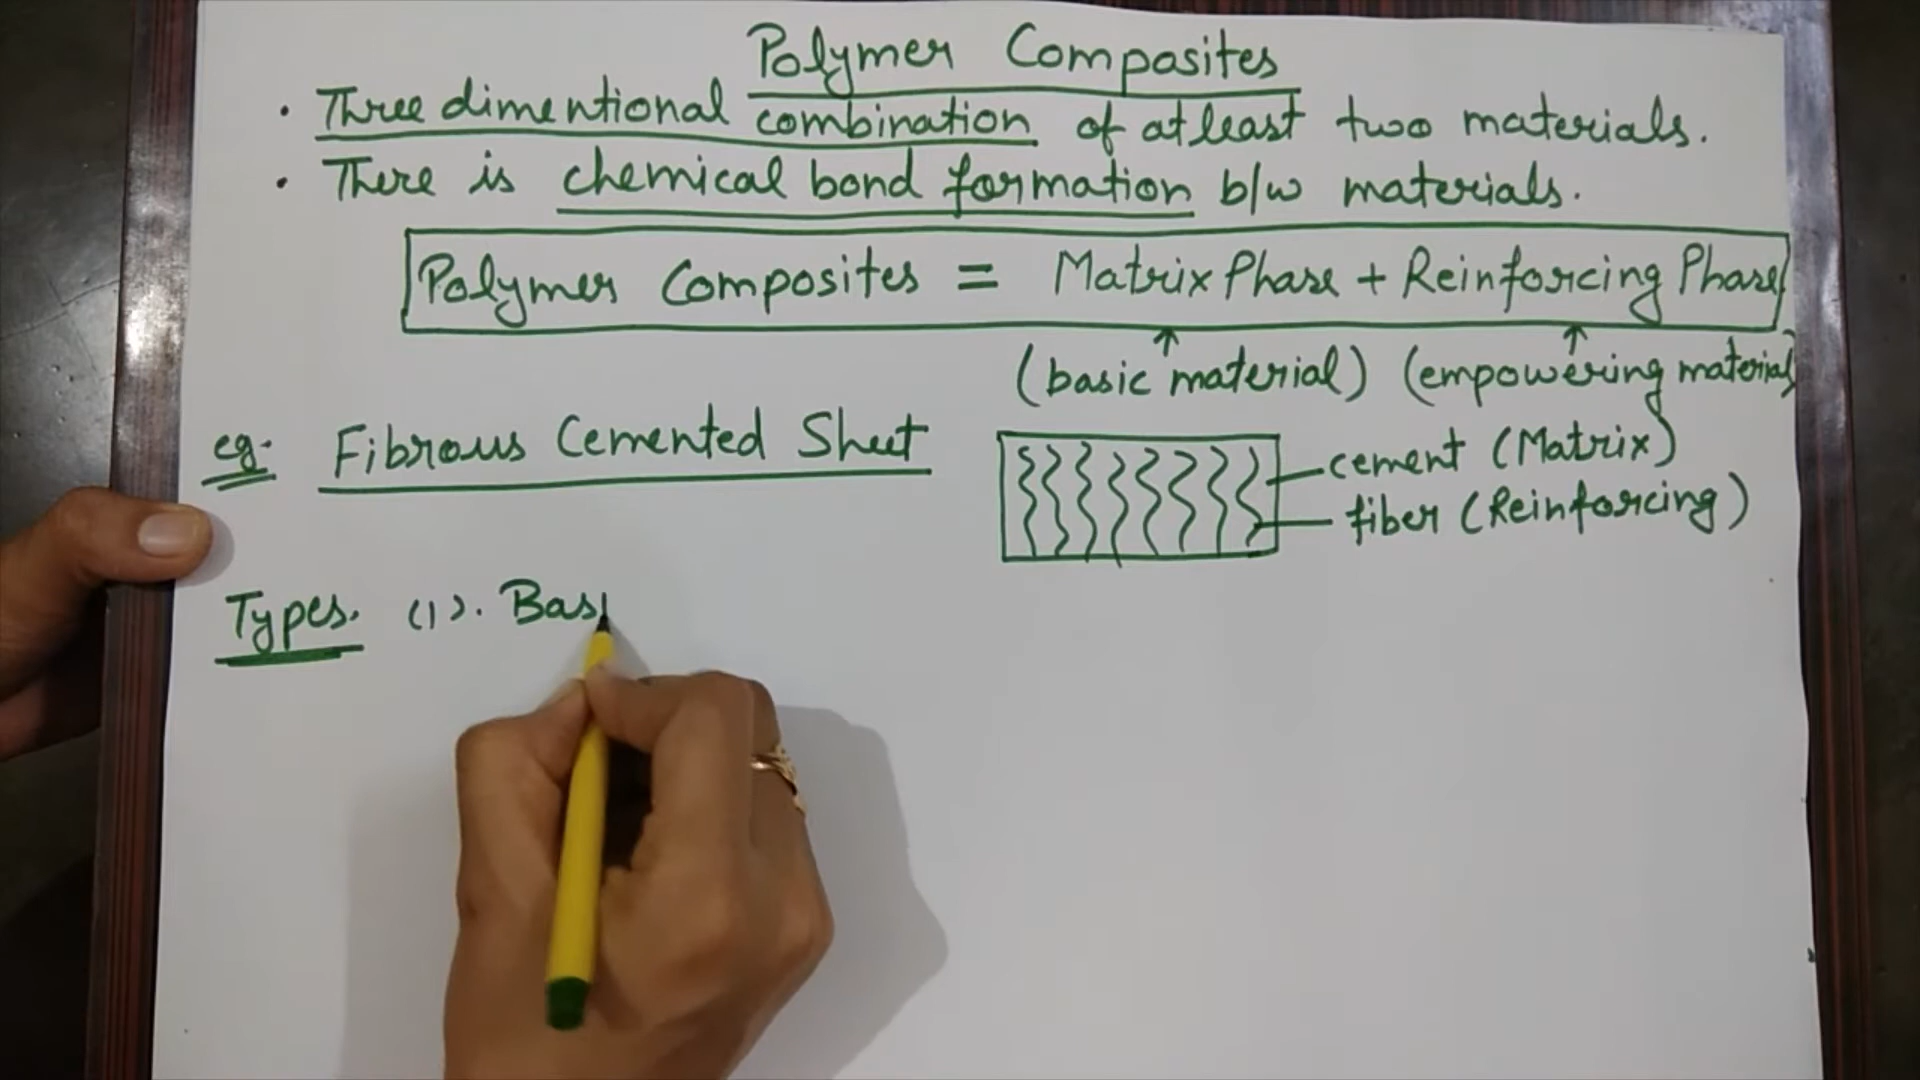 Polymer Composites
· Three dimentional combination of atleast two materials.
· There is chemical bond formation b/w materials.
Polymer Composites = Matrix Phase + Reinforcing Phase
(basic material) (empowering material)
eg. Fibrous Cemented Sheet
cement (Matrix)
fiber (Reinforcing)
Types. (1). Bas